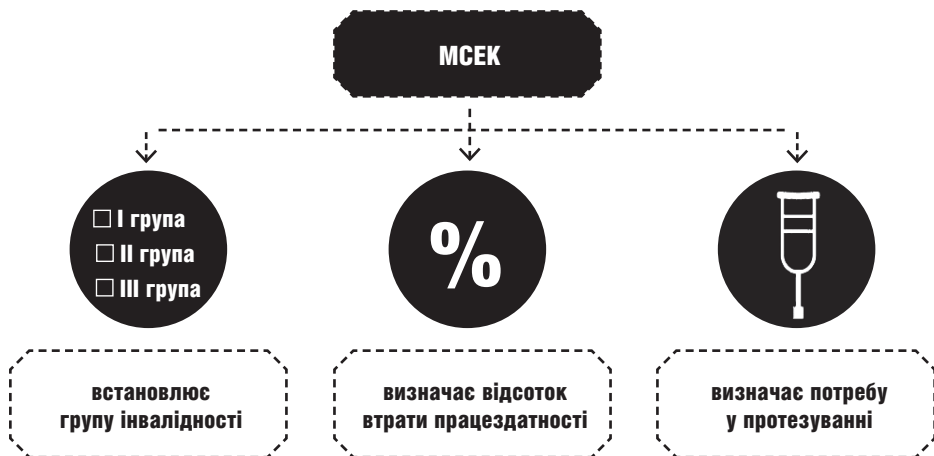 МСЕК
☐ I група
☐ II група
☐ III група
%
встановлює
групу інвалідності
визначає відсоток
втрати працездатності
визначає потребу
у протезуванні